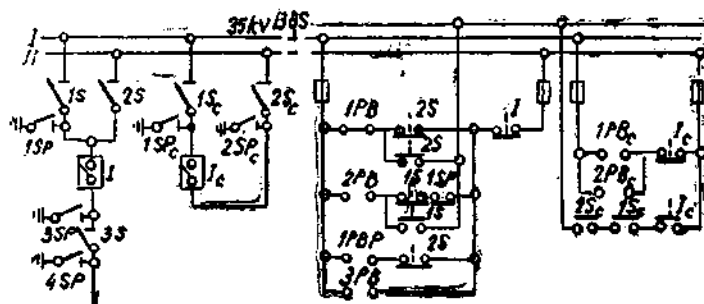 35kV BUS
I
II
1S 2S 1Sc 2Sc
1SP 1SPc 2SPc
I Ic
3SP 3S
4SP
1PB 2S I
2S
2PB 1S 1SP
1S
1PBP 2S
3PB
1PBc Ic
2PBc
2Sc 1Sc Ic